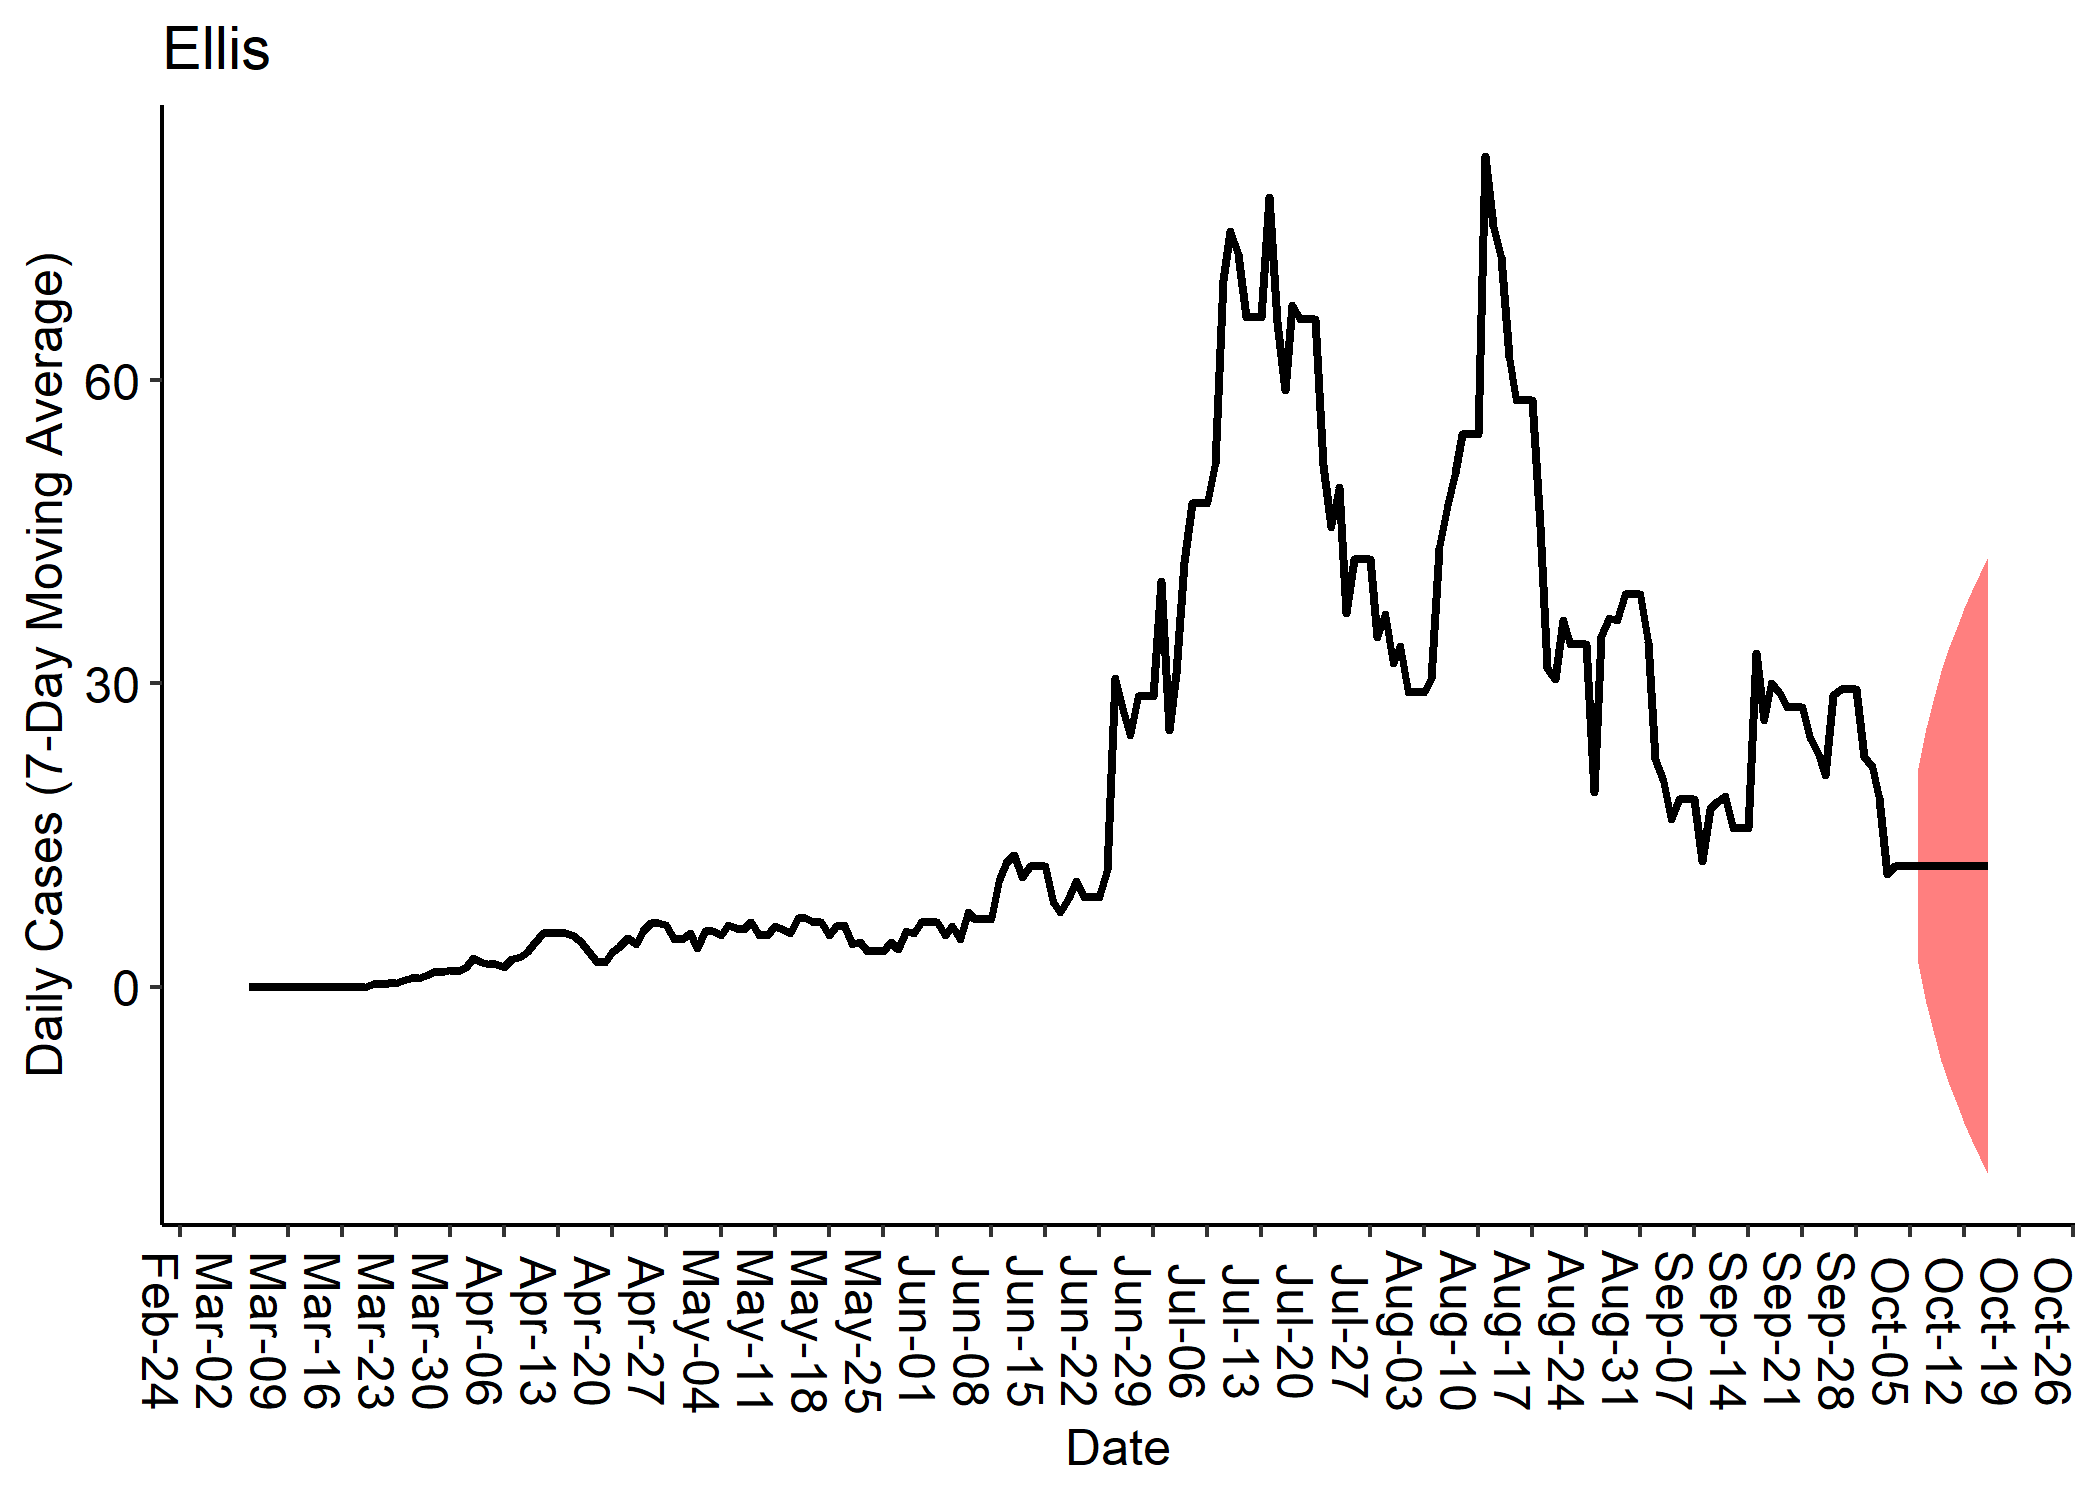 Ellis
Daily Cases (7-Day Moving Average)
60
30
0
Feb-24
Mar-02
Mar-09
Mar-16
Mar-23
Mar-30
Apr-06
Apr-13
Apr-20
Apr-27
May-04
May-11
May-18
May-25
Jun-01
Jun-08
Jun-15
Jun-22
Jun-29
Jul-06
Jul-13
Jul-20
Jul-27
Aug-03
Aug-10
Aug-17
Aug-24
Aug-31
Sep-07
Sep-14
Sep-21
Sep-28
Oct-05
Oct-12
Oct-19
Oct-26
Date